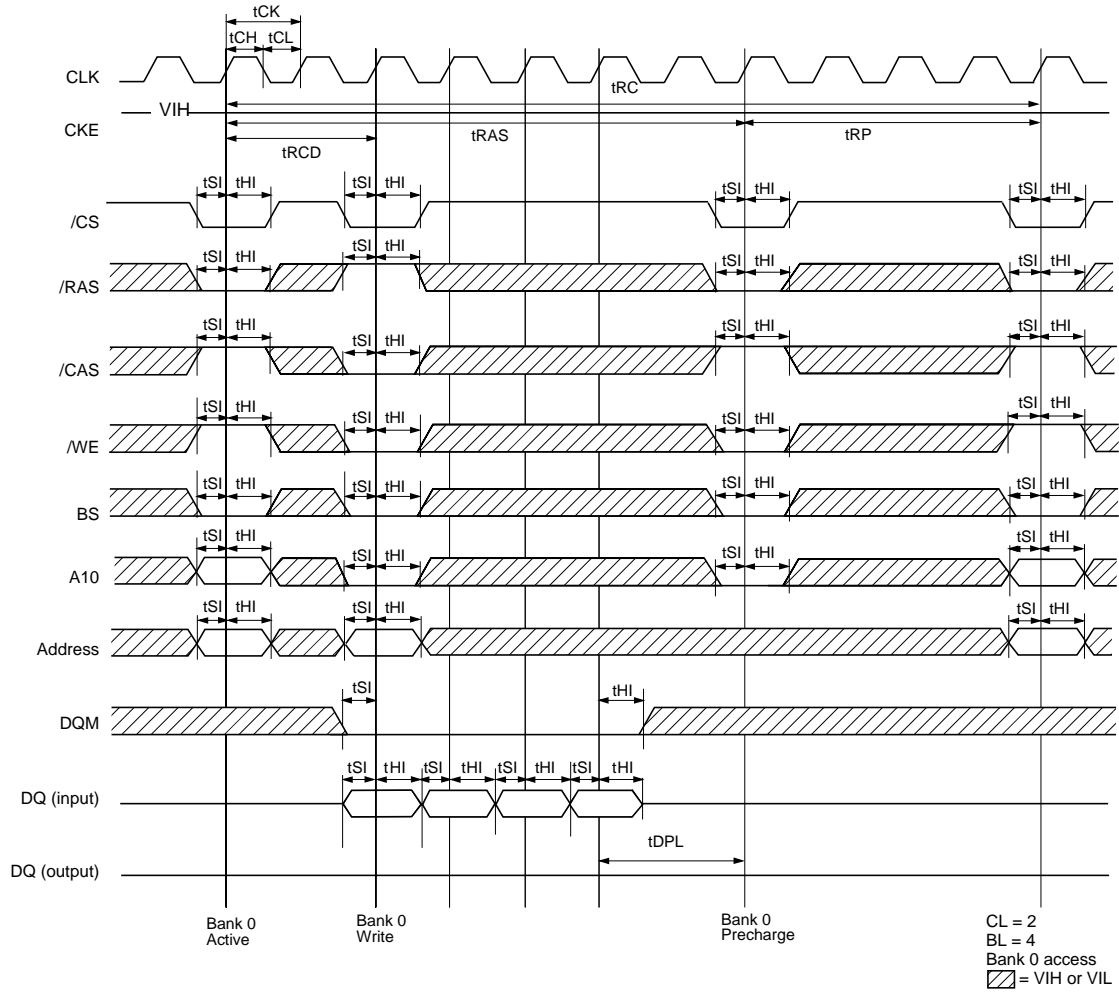 tCK
tCH tCL
CLK
tRC
VIH
CKE
tRAS tRP
tRCD
tSI tHI tSI tHI tSI tHI tSI tHI
/CS
tSI tHI tSI tHI tSI tHI tSI tHI
/RAS
tSI tHI tSI tHI tSI tHI tSI tHI
/CAS
tSI tHI tSI tHI tSI tHI tSI tHI
/WE
tSI tHI tSI tHI tSI tHI tSI tHI
BS
tSI tHI tSI tHI tSI tHI tSI tHI
A10
tSI tHI tSI tHI tSI tHI
Address
tSI tHI
DQM
tSI tHI tSI tHI tSI tHI tSI tHI
DQ (input)
tDPL
DQ (output)
Bank 0
Active
Bank 0
Write
Bank 0
Precharge
CL = 2
BL = 4
Bank 0 access
= VIH or VIL